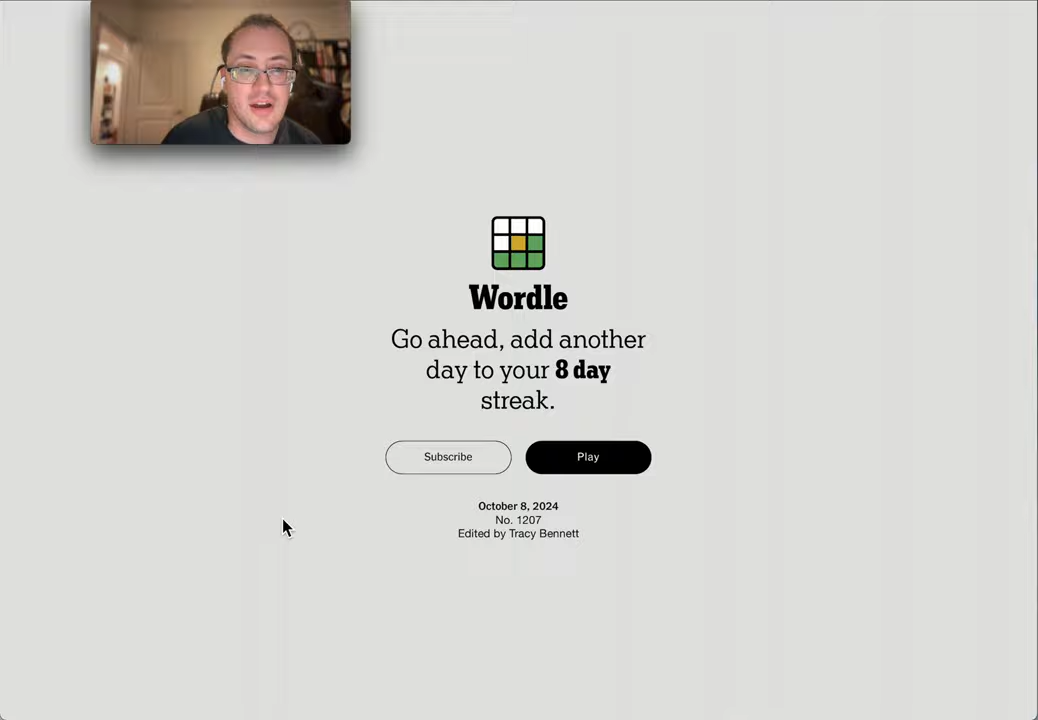 Wordle
Go ahead, add another
day to your 8 day
streak.
Subscribe
Play
October 8, 2024
No. 1207
Edited by Tracy Bennett